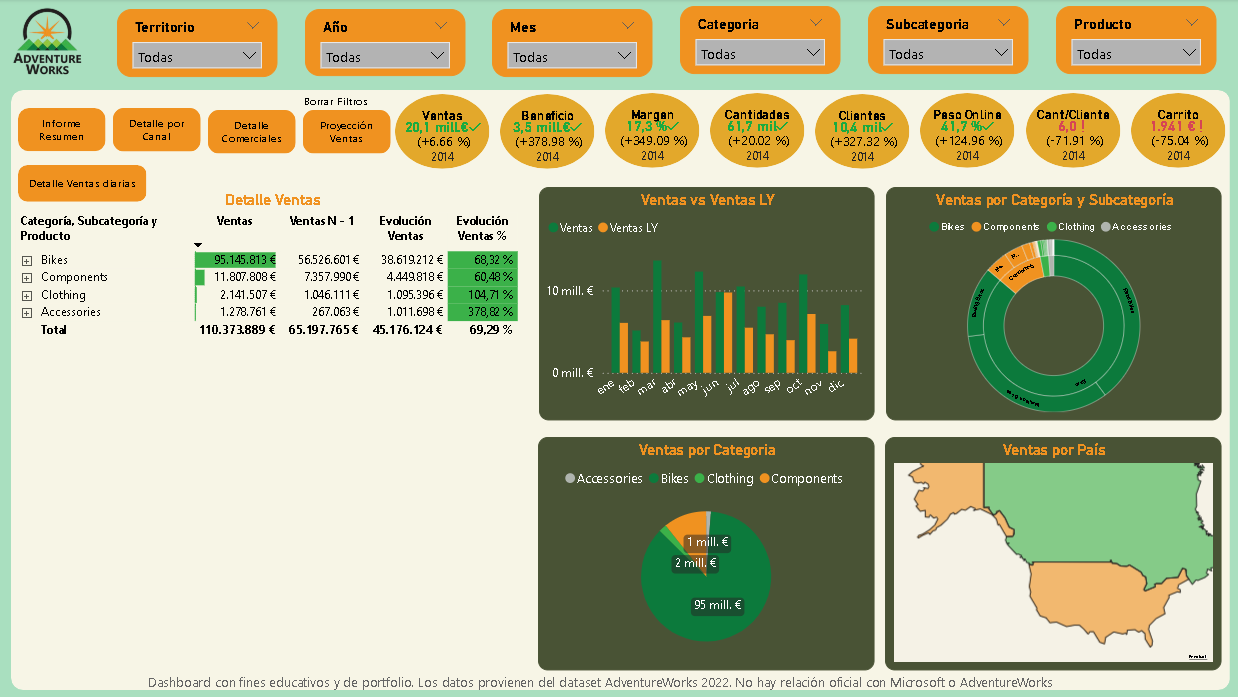 ADVENTURE
WORKS
Territorio
Todas
Año
Todas
Mes
Todas
Categoria
Todas
Subcategoria
Todas
Producto
Todas
Informe
Resumen
Detalle por
Canal
Detalle
Comerciales
Borrar Filtros
Proyección
Ventas
Detalle Ventas diarias
Ventas
20,1 mill.€
(+6.66 %)
2014
Beneficio
3,5 mill.€
(+378.98 %)
2014
Margen
17,3 %
(+349.09 %)
2014
Cantidades
61,7 mil
(+20.02 %)
2014
Clientes
10,4 mil
(+327.32 %)
2014
Peso Online
41,7 %
(+124.96 %)
2014
Cant/Cliente
6,0 !
(-71.91 %)
2014
Carrito
1.941 € !
(-75.04 %)
2014
Detalle Ventas
Categoría, Subcategoría y Producto Ventas Ventas N - 1 Evolución Ventas Evolución Ventas %
Bikes 95.145.813 € 56.526.601 € 38.619.212 € 68,32 %
Components 11.807.808 € 7.357.990 € 4.449.818 € 60,48 %
Clothing 2.141.507 € 1.046.111 € 1.095.396 € 104,71 %
Accessories 1.278.761 € 267.063 € 1.011.698 € 378,82 %
Total 110.373.889 € 65.197.765 € 45.176.124 € 69,29 %
Ventas vs Ventas LY
Ventas Ventas LY
10 mill. €
0 mill. €
ene feb mar abr may jun jul ago sep oct nov dic
Ventas por Categoría y Subcategoría
Bikes Components Clothing Accessories
Ventas por Categoria
Accessories Bikes Clothing Components
1 mill. €
2 mill. €
95 mill. €
Ventas por País
Dashboard con fines educativos y de portfolio. Los datos provienen del dataset AdventureWorks 2022. No hay relación oficial con Microsoft o AdventureWorks